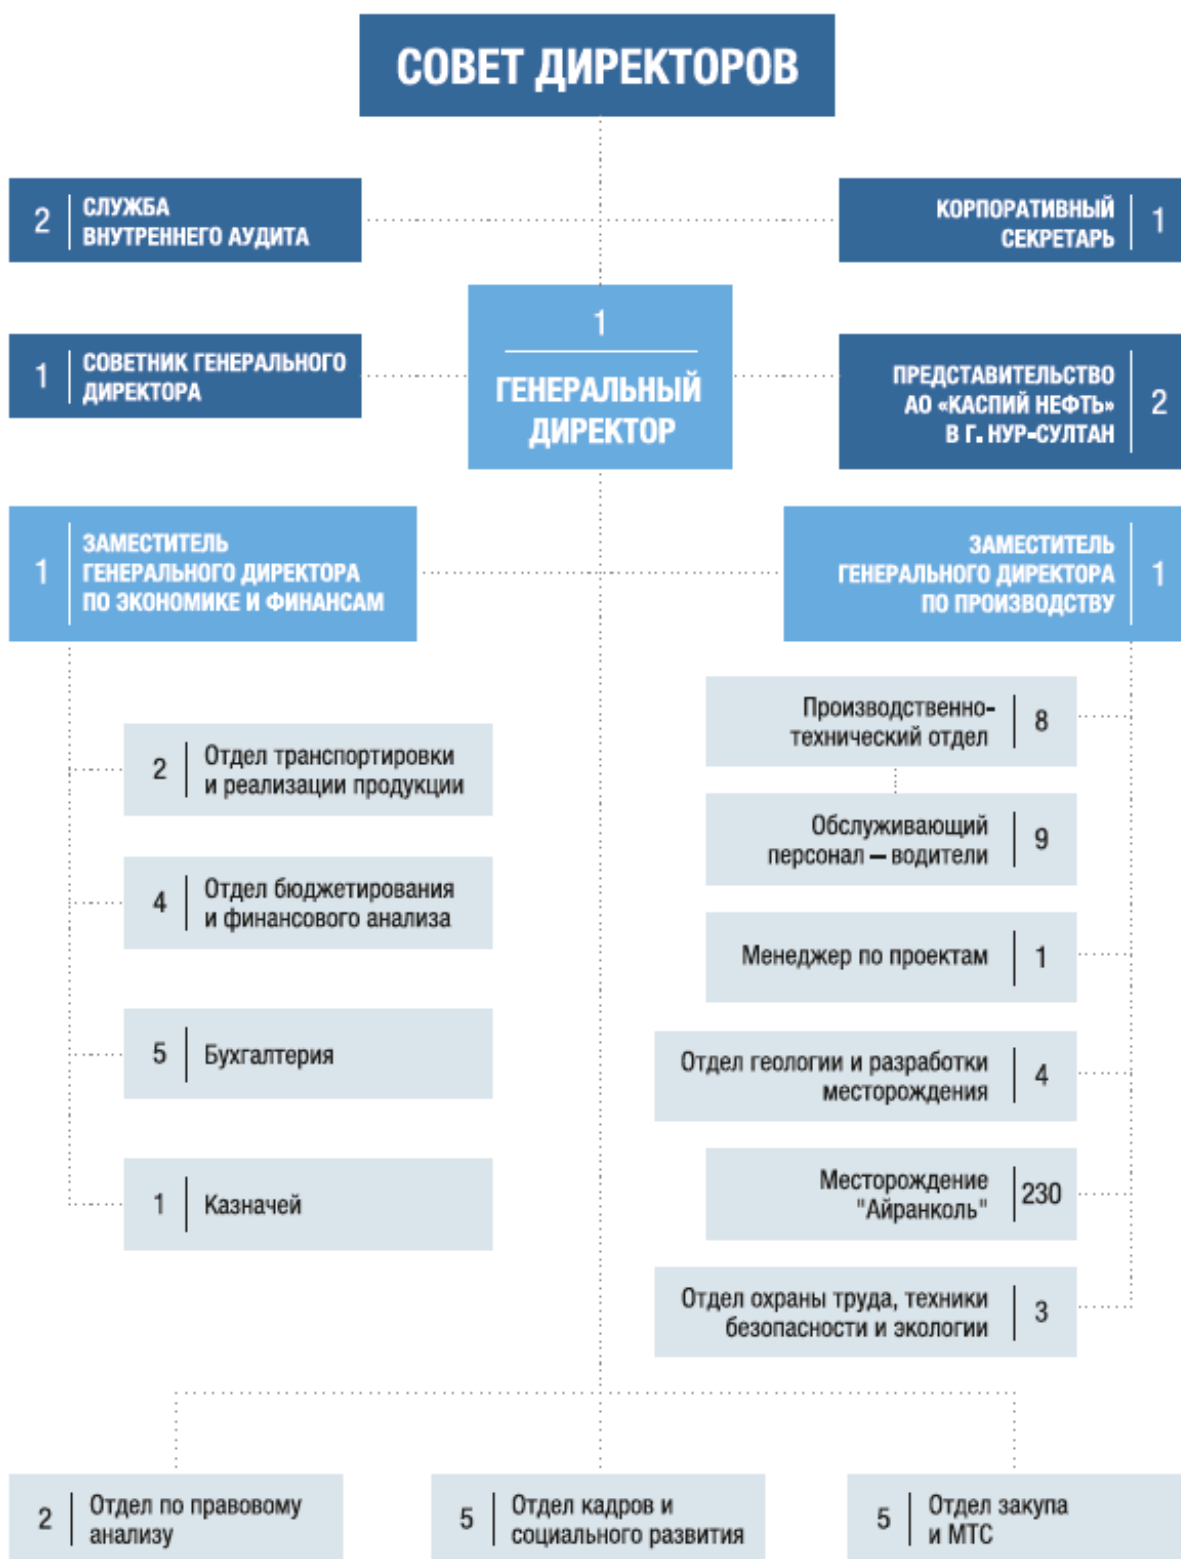 СОВЕТ ДИРЕКТОРОВ
2
СЛУЖБА
ВНУТРЕННЕГО АУДИТА
КОРПОРАТИВНЫЙ
СЕКРЕТАРЬ
1
1
ГЕНЕРАЛЬНЫЙ
ДИРЕКТОР
1
СОВЕТНИК ГЕНЕРАЛЬНОГО
ДИРЕКТОРА
ПРЕДСТАВИТЕЛЬСТВО
АО «КАСПИЙ НЕФТЬ»
В Г. НУР-СУЛТАН
2
1
ЗАМЕСТИТЕЛЬ
ГЕНЕРАЛЬНОГО ДИРЕКТОРА
ПО ЭКОНОМИКЕ И ФИНАНСАМ
ЗАМЕСТИТЕЛЬ
ГЕНЕРАЛЬНОГО ДИРЕКТОРА
ПО ПРОИЗВОДСТВУ
1
2
Отдел транспортировки
и реализации продукции
4
Отдел бюджетирования
и финансового анализа
5
Бухгалтерия
1
Казначей
Производственно-
технический отдел
8
Обслуживающий
персонал – водители
9
Менеджер по проектам
1
Отдел геологии и разработки
месторождения
4
Месторождение
"Айранколь"
230
Отдел охраны труда, техники
безопасности и экологии
3
2
Отдел по правовому
анализу
5
Отдел кадров и
социального развития
5
Отдел закупа
и МТС